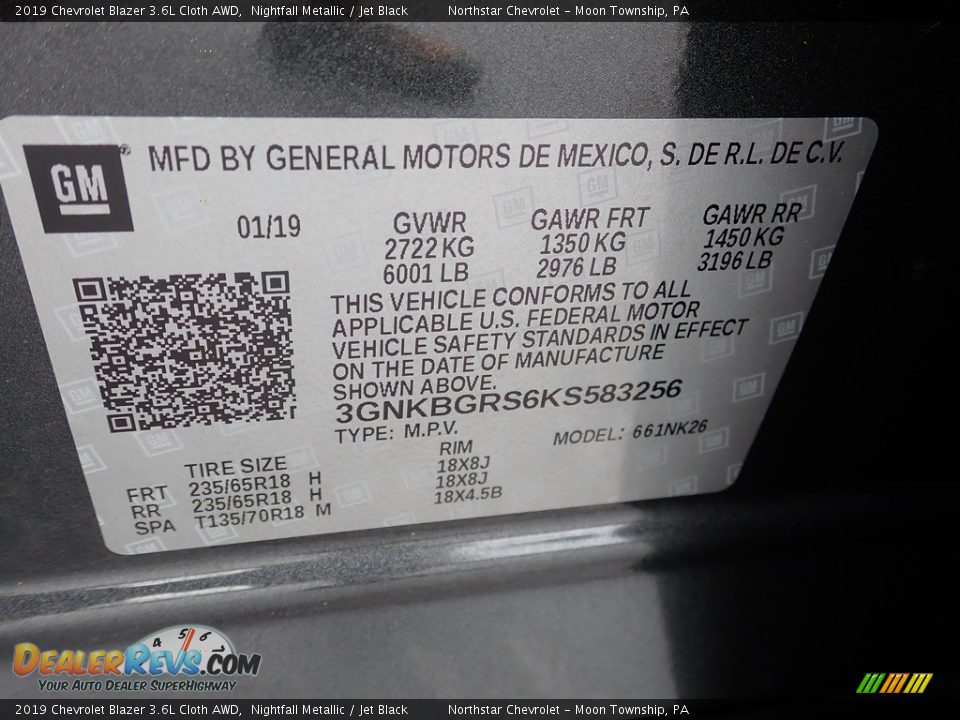 2019 Chevrolet Blazer 3.6L Cloth AWD, Nightfall Metallic / Jet Black Northstar Chevrolet - Moon Township, PA
GM ® MFD BY GENERAL MOTORS DE MEXICO, S. DE R.L. DE C.V.
01/19 GVWR GAWR FRT GAWR RR
2722 KG 1350 KG 1450 KG
6001 LB 2976 LB 3196 LB
THIS VEHICLE CONFORMS TO ALL
APPLICABLE U.S. FEDERAL MOTOR
VEHICLE SAFETY STANDARDS IN EFFECT
ON THE DATE OF MANUFACTURE
SHOWN ABOVE.
3GNKBGRS6KS583256
TYPE: M.P.V. MODEL: 661NK26
TIRE SIZE RIM
FRT 235/65R18 H 18X8J
RR 235/65R18 H 18X8J
SPA T135/70R18 M 18X4.5B
4 5 6
DEALERREVS.COM
YOUR AUTO DEALER SUPERHIGHWAY
2019 Chevrolet Blazer 3.6L Cloth AWD, Nightfall Metallic / Jet Black Northstar Chevrolet - Moon Township, PA